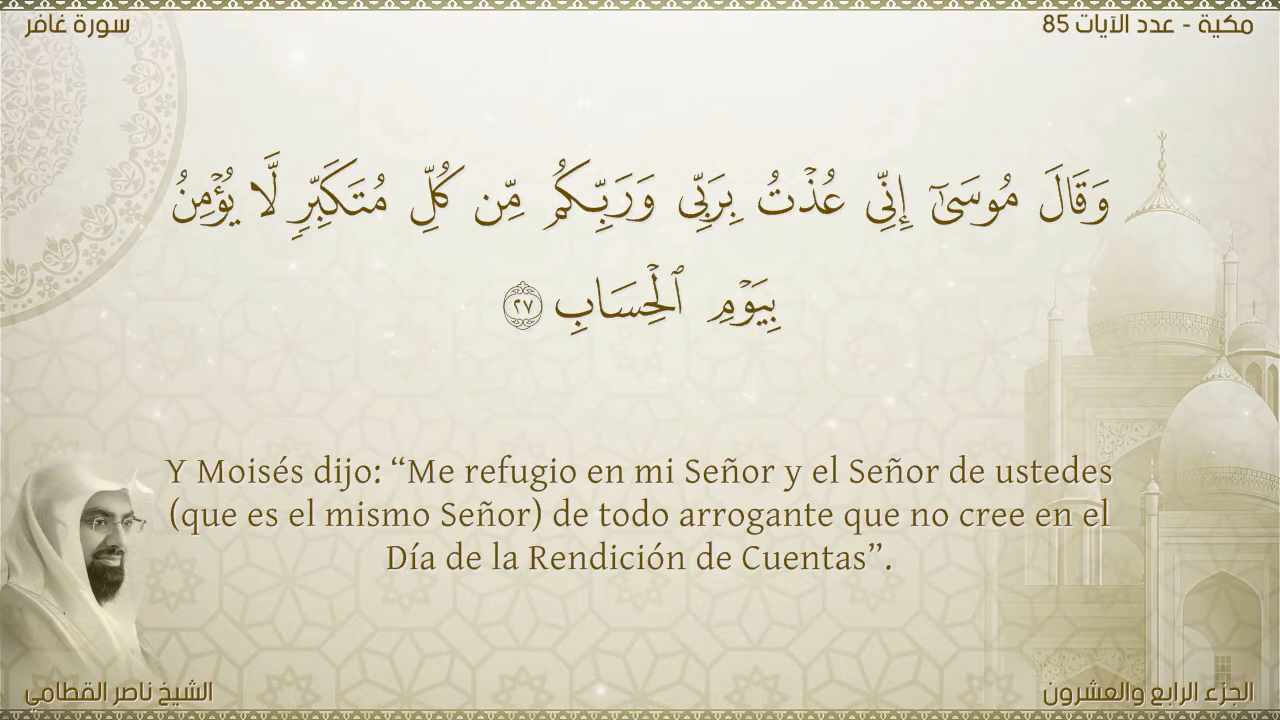 مكية - عدد الآيات 85
سورة غافر
وَقَالَ مُوسَىٰٓ إِنِّي عُذْتُ بِرَبِّي وَرَبِّكُم مِّن كُلِّ مُتَكَبِّرٍ لَّا يُؤْمِنُ
بِيَوْمِ ٱلْحِسَابِ ٢٧
Y Moisés dijo: “Me refugio en mi Señor y el Señor de ustedes
(que es el mismo Señor) de todo arrogante que no cree en el
Día de la Rendición de Cuentas”.
الجزء الرابع والعشرون
الشيخ ناصر القطامي